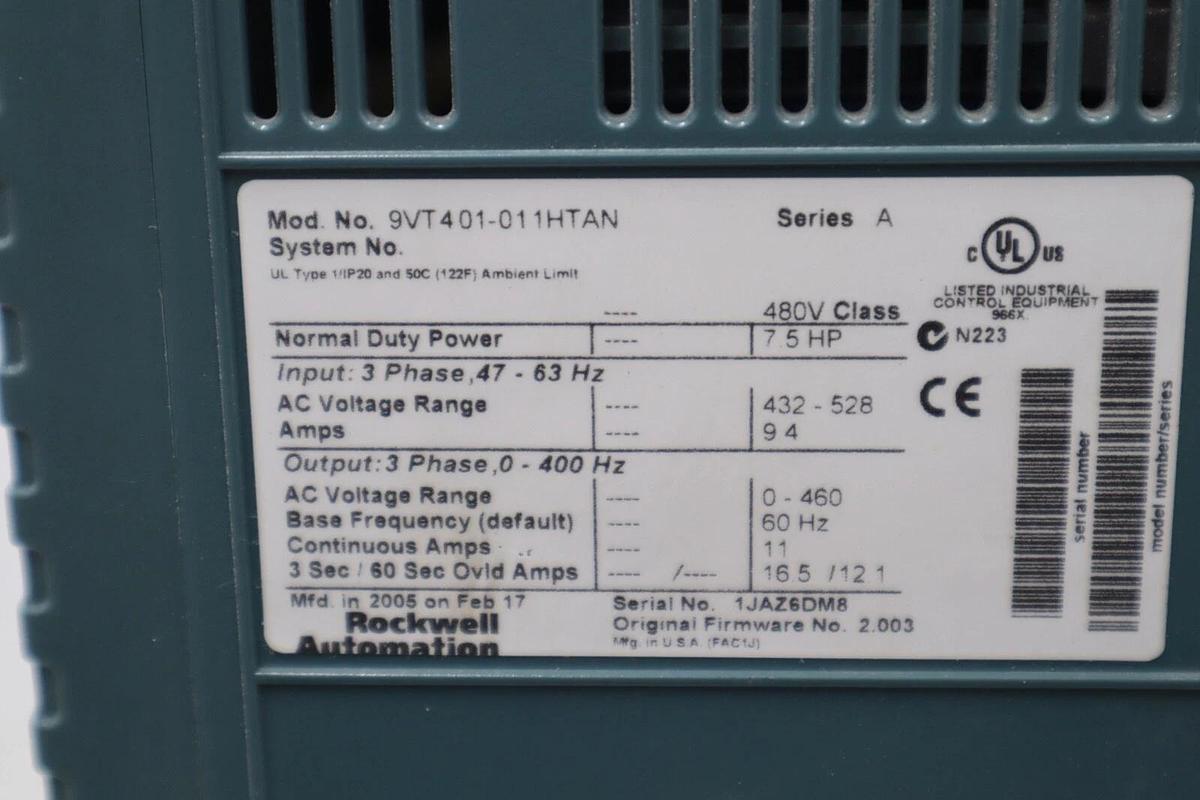 Mod. No. 9VT401-011HTAN Series A
System No.
UL Type 1/IP20 and 50C (122F) Ambient Limit
C UL US
LISTED INDUSTRIAL
CONTROL EQUIPMENT
966X
N223
CE
---- 480V Class
Normal Duty Power ---- 7.5 HP
Input: 3 Phase, 47 - 63 Hz
AC Voltage Range ---- 432 - 528
Amps ---- 9.4
Output: 3 Phase, 0 - 400 Hz
AC Voltage Range ---- 0 - 460
Base Frequency (default) ---- 60 Hz
Continuous Amps ---- 11
3 Sec / 60 Sec Ovld Amps ---- /---- 16.5 /12.1
Mfd. in 2005 on Feb 17 Serial No. 1JAZ6DM8
Rockwell
Automation
Original Firmware No. 2.003
Mfg. in U.S.A. (FAC1J)
serial number
model number/series